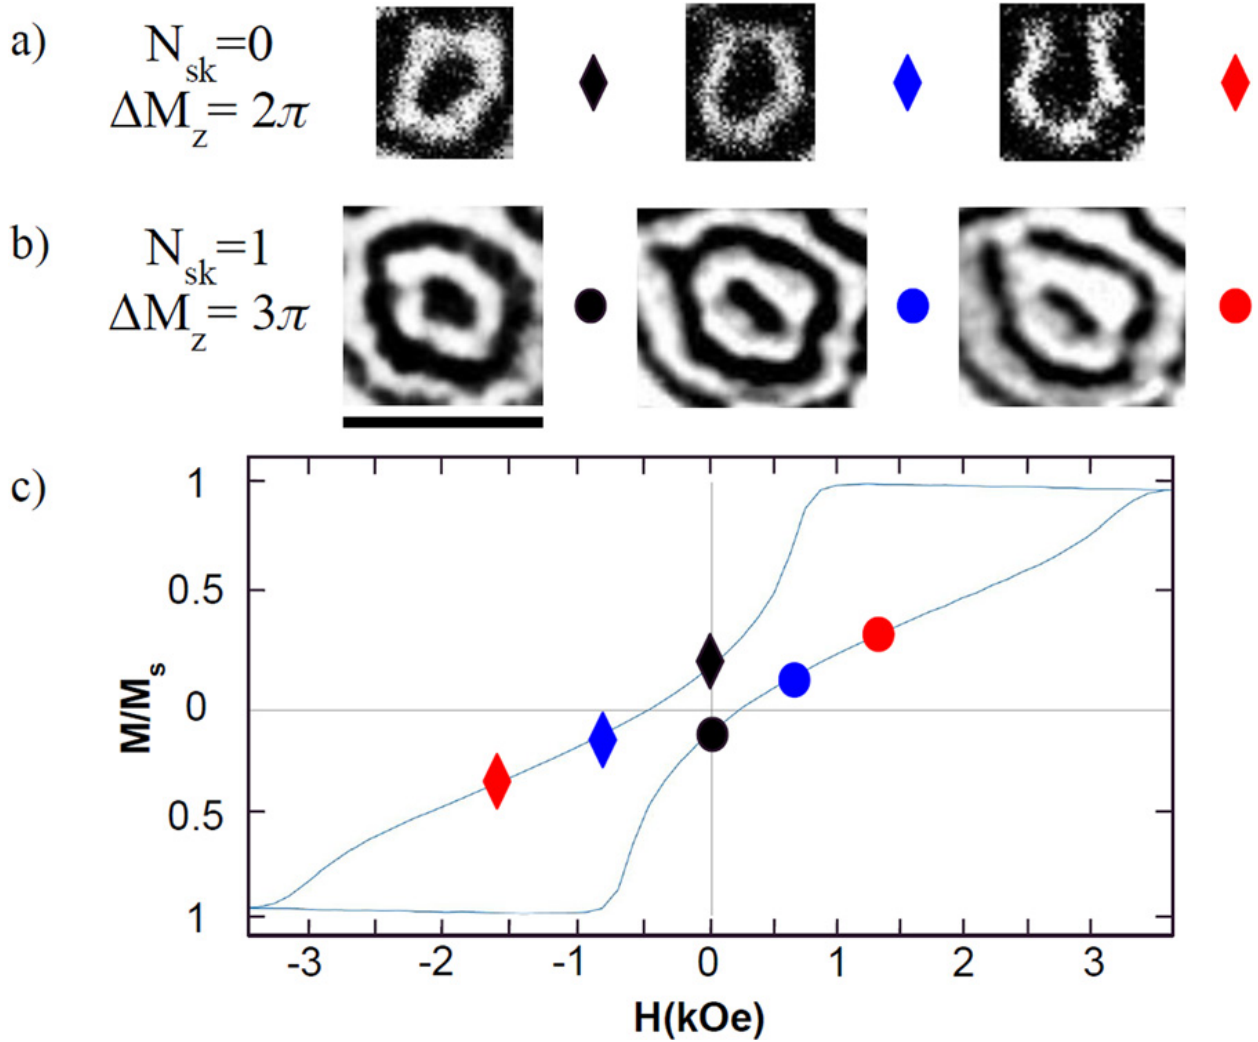 a)
N_sk=0
ΔM_z= 2π
b)
N_sk=1
ΔM_z= 3π
c)
1
0.5
0
0.5
1
M/M_s
-3 -2 -1 0 1 2 3
H(kOe)